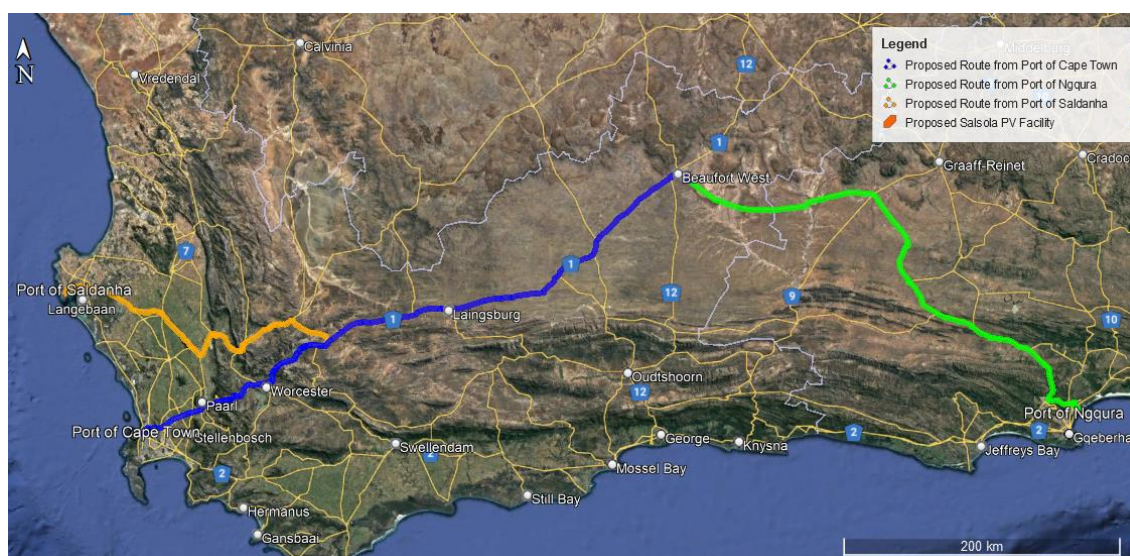 Calvinia
Vredendal
N
12
1
Legend
Middelburg
Proposed Route from Port of Cape Town
Proposed Route from Port of Ngqura
Proposed Route from Port of Saldanha
Proposed Salsola PV Facility
Graaff-Reinet
Cradoc
Beaufort West
7
1
Port of Saldanha
Langebaan
1
Laingsburg
12
9
10
Worcester
Paarl
Oudtshoorn
12
Port of Cape Town
Stellenbosch
Port of Ngqura
Swellendam
2
George
Knysna
2
2
Gqeberha
Jeffreys Bay
2
Mossel Bay
Still Bay
Hermanus
Gansbaai
200 km